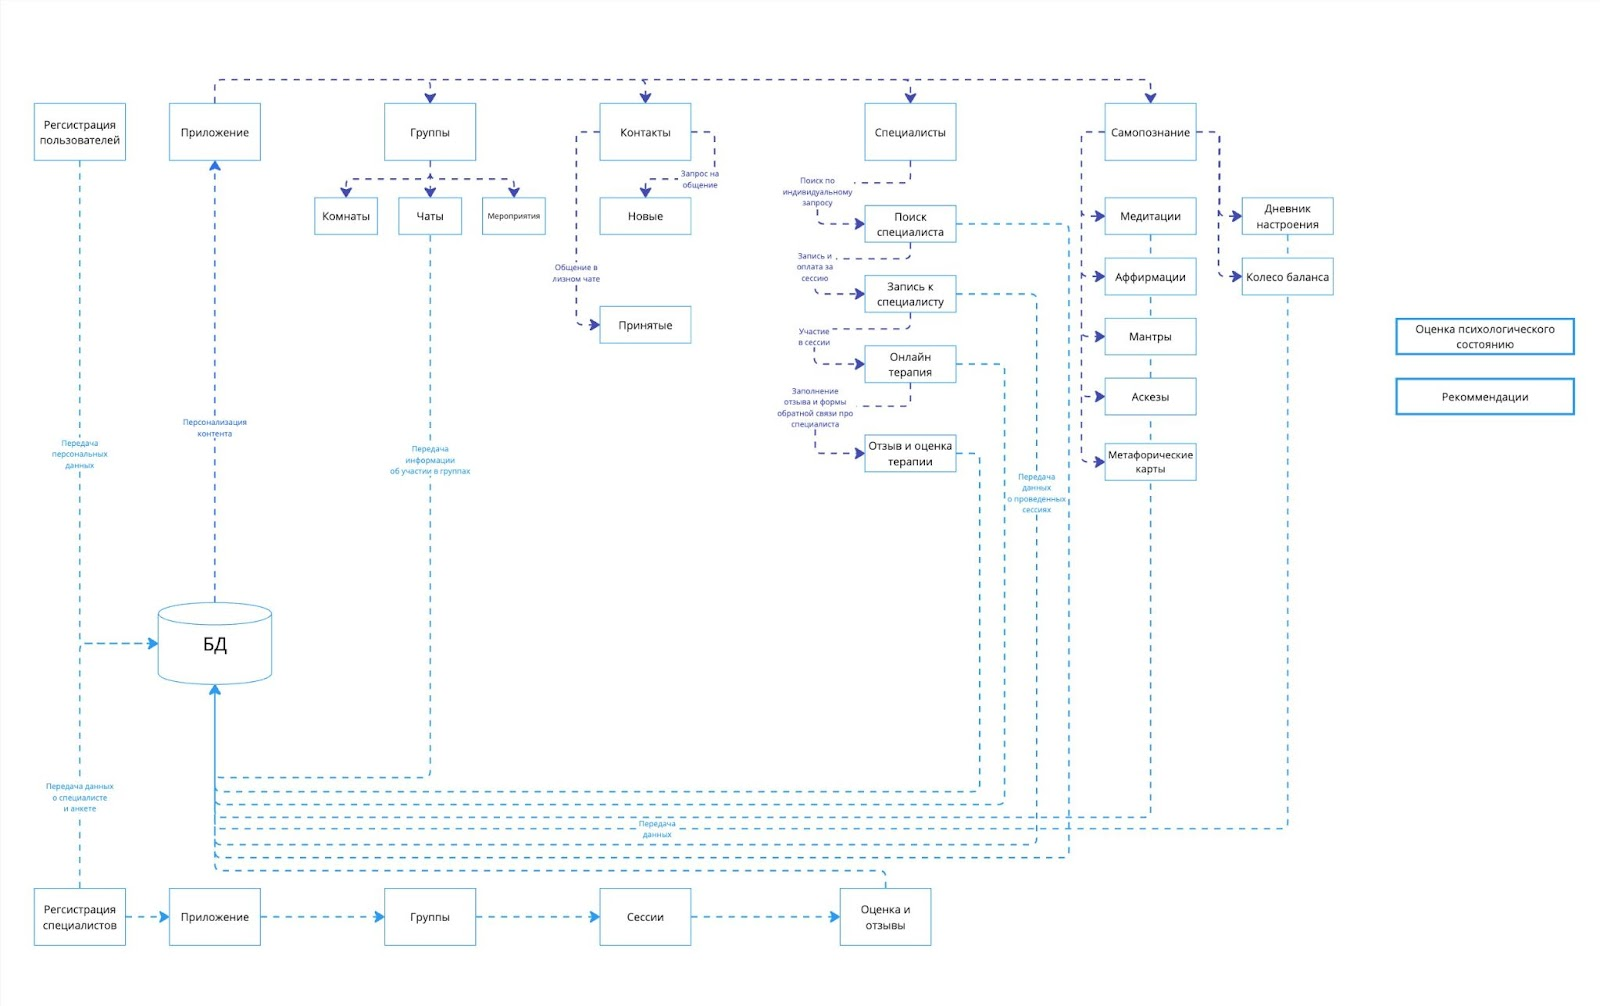 Регсистрация
пользователей
Приложение
Группы
Контакты
Специалисты
Самопознание
Запрос на
общение
Поиск по
индивидуальному
запросу
Комнаты
Чаты
Мероприятия
Новые
Поиск
специалиста
Медитации
Дневник
настроения
Запись и
оплата за
сессию
Общение в
лизном чате
Аффирмации
Колесо баланса
Запись к
специалисту
Принятые
Участие
в сессии
Мантры
Оценка психологического
состоянию
Онлайн
терапия
Заполнение
отзыва и формы
обратной связи про
специалиста
Аскезы
Рекоммендации
Персонализация
контента
Передача
персональных
данных
Передача
информации
об участии в группах
Отзыв и оценка
терапии
Метафорические
карты
Передача
данных
о проведенных
сессиях
БД
Передача данных
о специалисте
и анкете
Передача
данных
Регсистрация
специалистов
Приложение
Группы
Сессии
Оценка и
отзывы